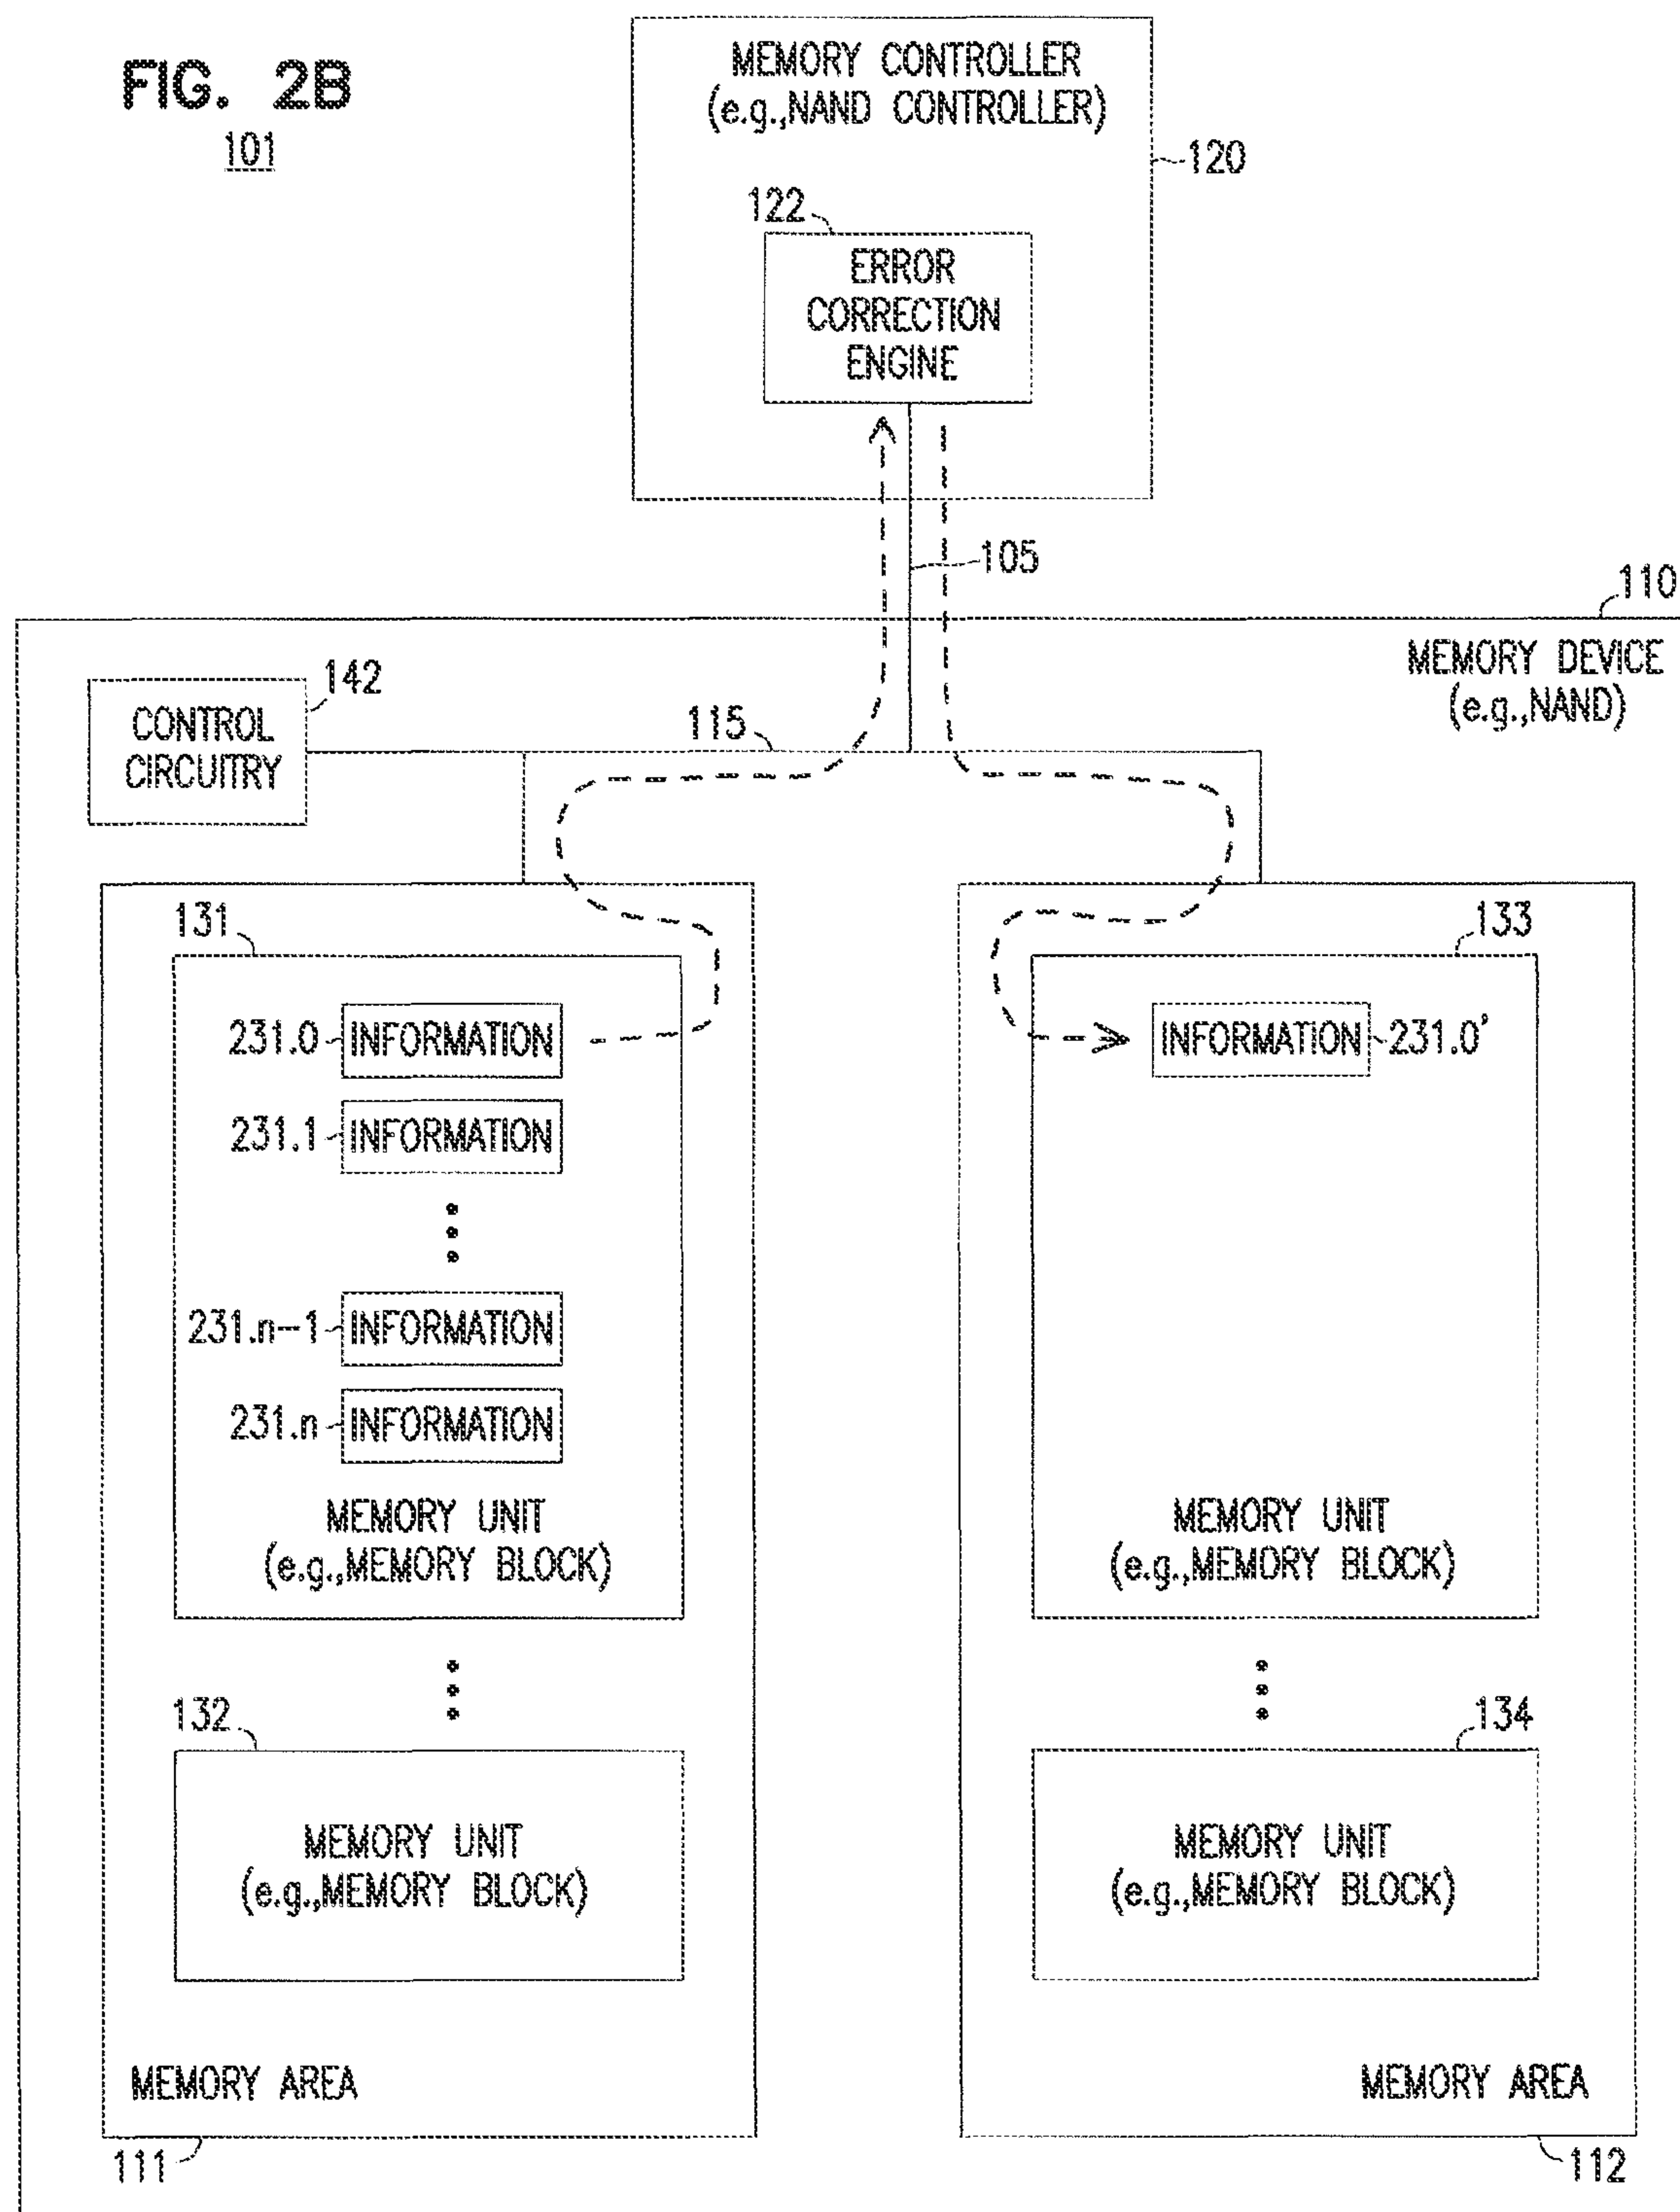 FIG. 2B
101
MEMORY CONTROLLER
(e.g.,NAND CONTROLLER)
120
122
ERROR
CORRECTION
ENGINE
105
110
MEMORY DEVICE
(e.g.,NAND)
142
CONTROL
CIRCUITRY
115
131
231.0 INFORMATION
231.1 INFORMATION
231.n-1 INFORMATION
231.n INFORMATION
MEMORY UNIT
(e.g.,MEMORY BLOCK)
132
MEMORY UNIT
(e.g.,MEMORY BLOCK)
MEMORY AREA
111
133
INFORMATION 231.0'
MEMORY UNIT
(e.g.,MEMORY BLOCK)
134
MEMORY UNIT
(e.g.,MEMORY BLOCK)
MEMORY AREA
112